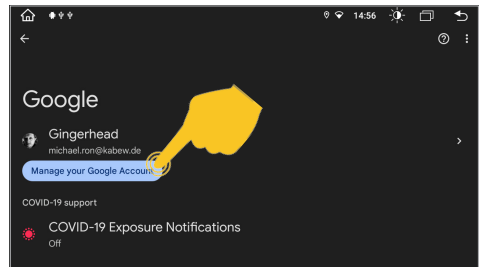 14:56
Google
Gingerhead
michael.ron@kabew.de
Manage your Google Account
COVID-19 support
COVID-19 Exposure Notifications
Off